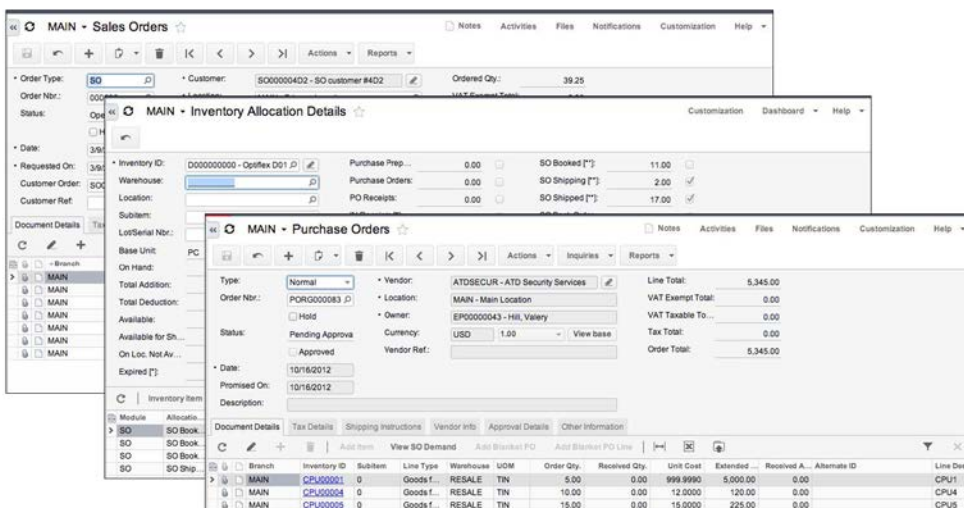 MAIN - Sales Orders
Notes Activities Files Notifications Customization Help
Actions Reports
Order Type: SO Customer: SO000004D2 - SO customer #4D2 Ordered Qty.: 39.25
Order Nbr.:
Status: Ope
Date: 3/9/
Requested On: 3/9/
Customer Order: SO0
Customer Ref:
Document Details Tax
- Branch
MAIN
MAIN
MAIN
MAIN
MAIN
MAIN
MAIN
MAIN - Inventory Allocation Details
Customization Dashboard Help
Inventory ID: D000000000 - Optiflex D01 Purchase Prep... 0.00 SO Booked [**]: 11.00
Warehouse: Purchase Orders: 0.00 SO Shipping [**]: 2.00
Location: PO Receipts: 0.00 SO Shipped [**]: 17.00
Subitem:
Lot/Serial Nbr.:
Base Unit: PC
On Hand:
Total Addition:
Total Deduction:
Available:
Available for Sh...
On Loc. Not Av...
Expired [*]:
Inventory Item
Module Allocatio...
SO SO Book
SO SO Book
SO SO Book
SO SO Ship
MAIN - Purchase Orders
Notes Activities Files Notifications Customization Help
Actions Inquiries Reports
Type: Normal Vendor: ATDSECUR - ATD Security Services Line Total: 5,345.00
Order Nbr.: PORG000083 Location: MAIN - Main Location VAT Exempt Total: 0.00
Hold Owner: EP00000043 - Hill, Valery VAT Taxable To... 0.00
Status: Pending Approva Currency: USD 1.00 View base Tax Total: 0.00
Approved Vendor Ref.: Order Total: 5,345.00
Date: 10/16/2012
Promised On: 10/16/2012
Description:
Document Details Tax Details Shipping Instructions Vendor Info Approval Details Other Information
Add Item View SO Demand Add Blanket PO Add Blanket PO Line
Branch Inventory ID Subitem Line Type Warehouse UOM Order Qty. Received Qty. Unit Cost Extended ... Received A... Alternate ID Line Des
MAIN CPU00001 0 Goods f... RESALE TIN 5.00 0.00 999.9990 5,000.00 0.00 CPU1
MAIN CPU00004 0 Goods f... RESALE TIN 10.00 0.00 12.0000 120.00 0.00 CPU4
MAIN CPU00005 0 Goods f... RESALE TIN 15.00 0.00 15.0000 225.00 0.00 CPU5